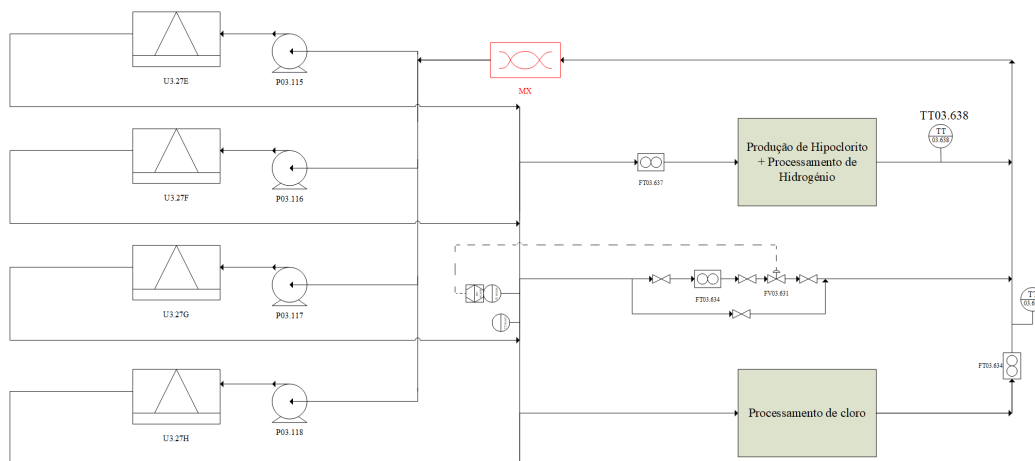 U3.27E
P03.115
MX
TT03.638
TT
03.638
Produção de Hipoclorito
+ Processamento de
Hidrogénio
FT03.637
U3.27F
P03.116
FT03.634
FV03.631
U3.27G
P03.117
FT03.634
Processamento de cloro
U3.27H
P03.118